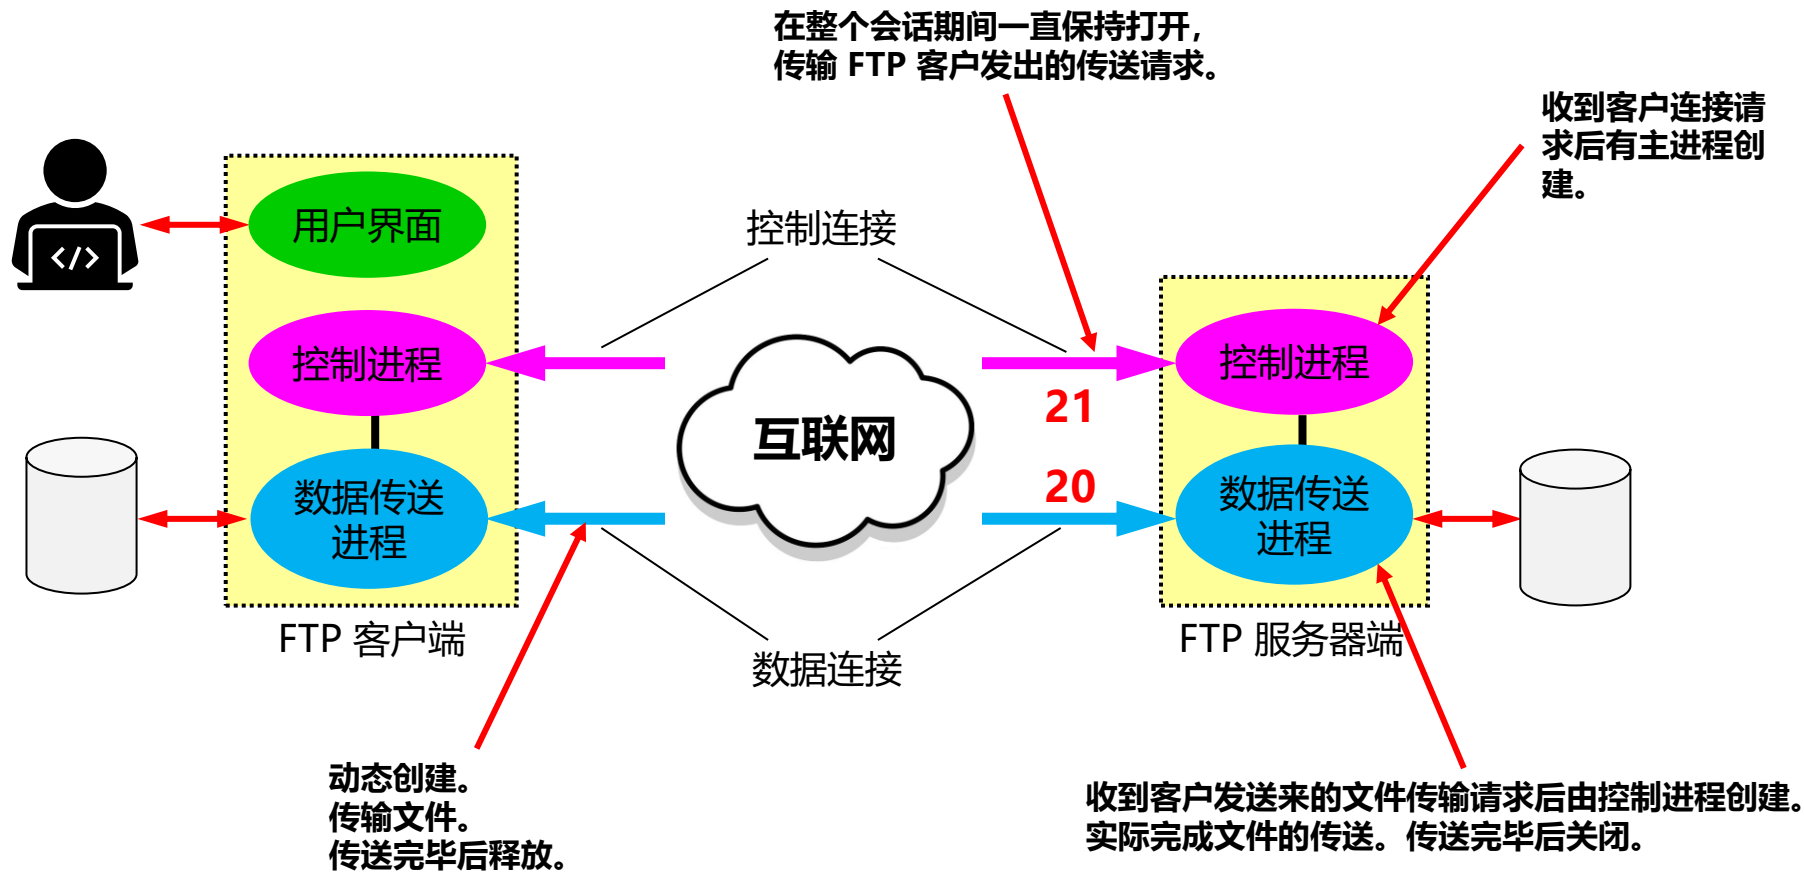 在整个会话期间一直保持打开，
传输 FTP 客户发出的传送请求。
收到客户连接请
求后有主进程创
建。
用户界面
</>
控制连接
控制进程
控制进程
21
互联网
20
数据传送
进程
数据传送
进程
FTP 客户端
FTP 服务器端
数据连接
动态创建。
传输文件。
传送完毕后释放。
收到客户发送来的文件传输请求后由控制进程创建。
实际完成文件的传送。传送完毕后关闭。